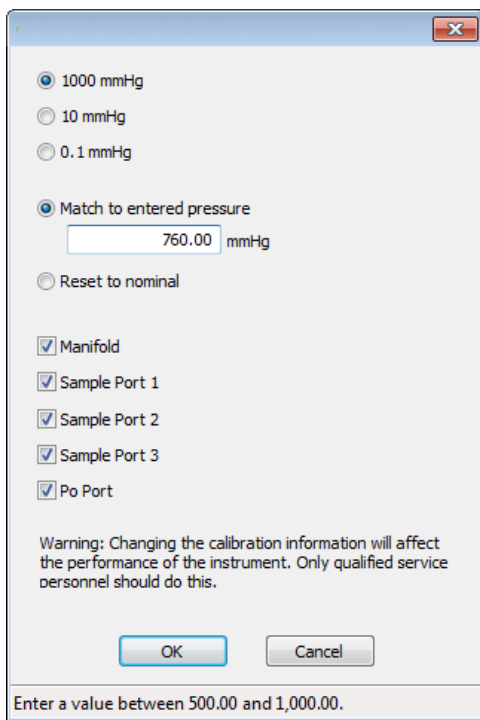 1000 mmHg
10 mmHg
0.1 mmHg
Match to entered pressure
760.00 mmHg
Reset to nominal
Manifold
Sample Port 1
Sample Port 2
Sample Port 3
Po Port
Warning: Changing the calibration information will affect
the performance of the instrument. Only qualified service
personnel should do this.
OK Cancel
Enter a value between 500.00 and 1,000.00.